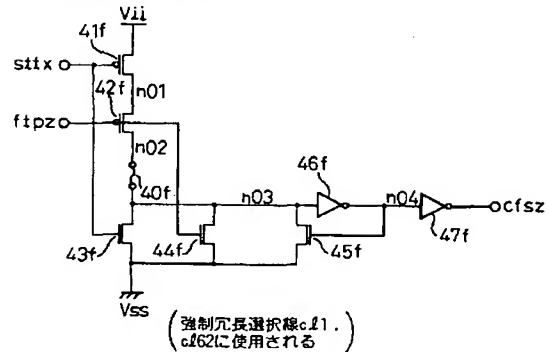 Vii
41f
sttx
n01
42f
ftpz
n02
40f
46f
n03
n04
cfsz
43f
44f
45f
47f
Vss
(強制冗長選択線cℓ1,
cℓ62に使用される)